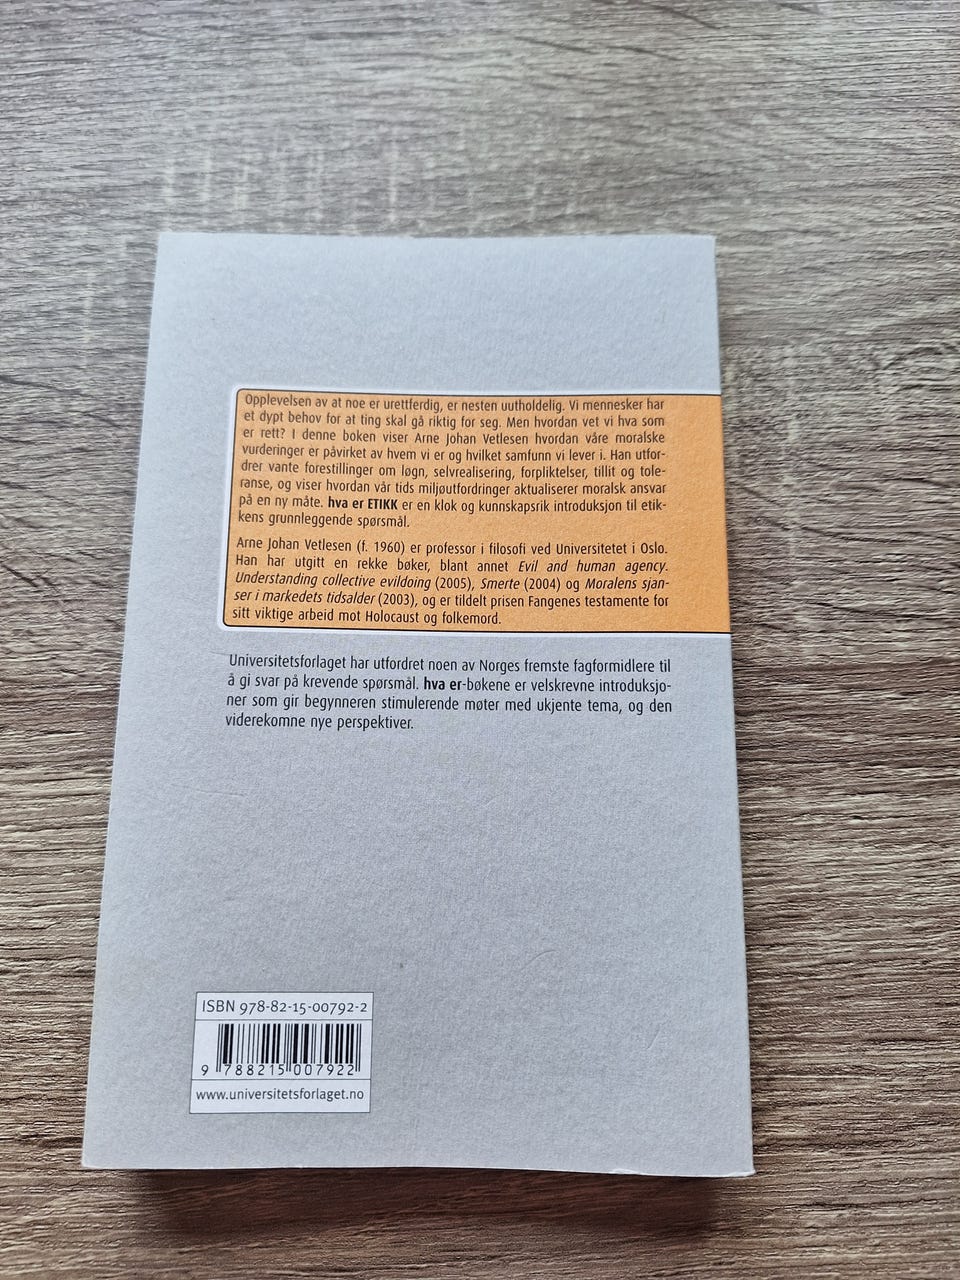 Opplevelsen av at noe er urettferdig, er nesten uutholdelig. Vi mennesker har
et dypt behov for at ting skal gå riktig for seg. Men hvordan vet vi hva som
er rett? I denne boken viser Arne Johan Vetlesen hvordan våre moralske
vurderinger er påvirket av hvem vi er og hvilket samfunn vi lever i. Han utfor-
drer vante forestillinger om løgn, selvrealisering, forpliktelser, tillit og tole-
ranse, og viser hvordan vår tids miljøutfordringer aktualiserer moralsk ansvar
på en ny måte. hva er ETIKK er en klok og kunnskapsrik introduksjon til etik-
kens grunnleggende spørsmål.
Arne Johan Vetlesen (f. 1960) er professor i filosofi ved Universitetet i Oslo.
Han har utgitt en rekke bøker, blant annet Evil and human agency.
Understanding collective evildoing (2005), Smerte (2004) og Moralens sjan-
ser i markedets tidsalder (2003), og er tildelt prisen Fangenes testamente for
sitt viktige arbeid mot Holocaust og folkemord.
Universitetsforlaget har utfordret noen av Norges fremste fagformidlere til
å gi svar på krevende spørsmål. hva er-bøkene er velskrevne introduksjo-
ner som gir begynneren stimulerende møter med ukjente tema, og den
viderekomne nye perspektiver.
ISBN 978-82-15-00792-2
9 788215 007922
www.universitetsforlaget.no